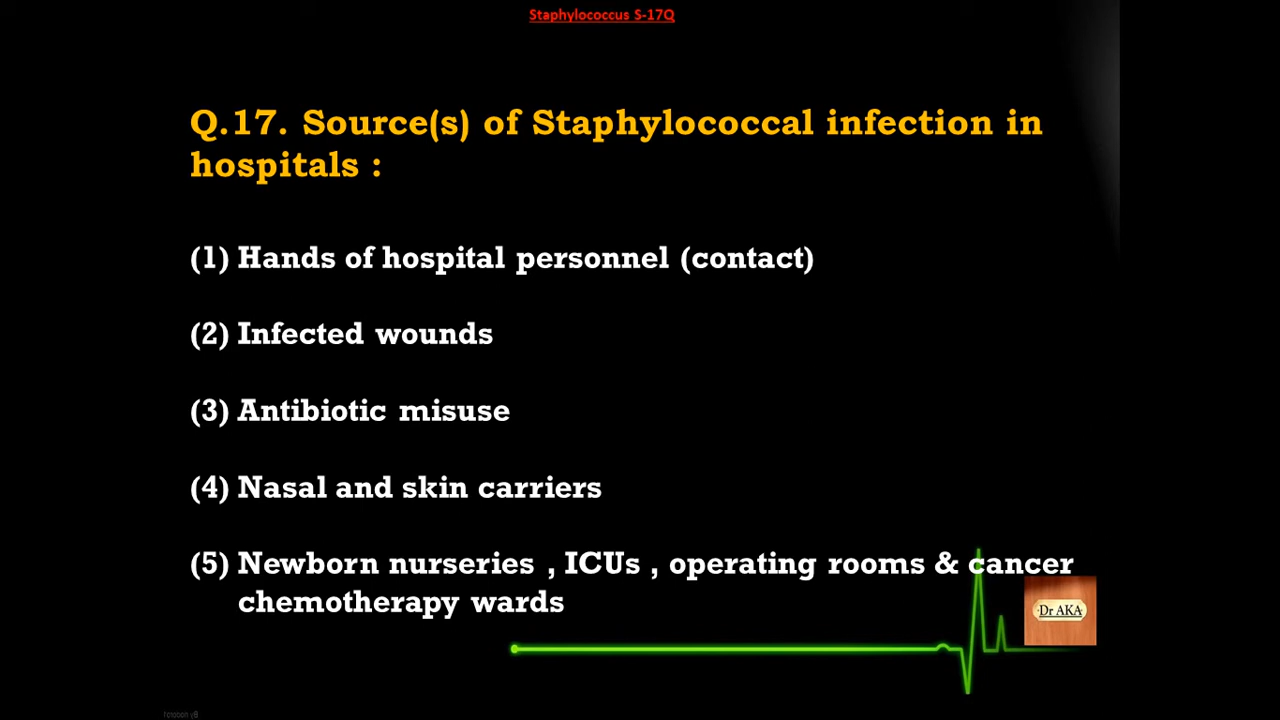 Staphylococcus S-17Q
Q.17. Source(s) of Staphylococcal infection in
hospitals :
(1) Hands of hospital personnel (contact)
(2) Infected wounds
(3) Antibiotic misuse
(4) Nasal and skin carriers
(5) Newborn nurseries , ICUs , operating rooms & cancer
chemotherapy wards
Dr AKA